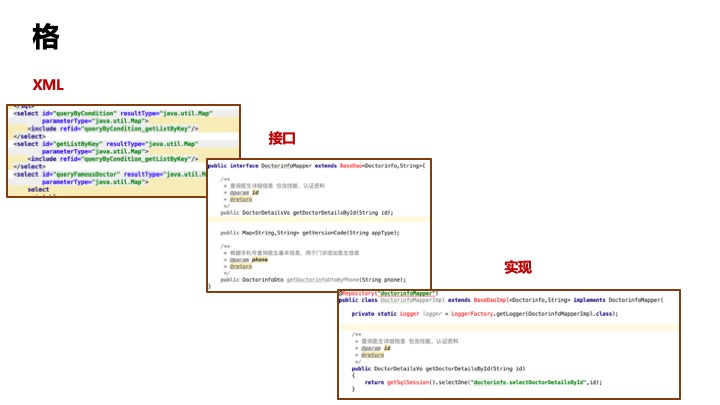 格
XML
<select id="queryByCondition" resultType="java.util.Map"
parameterType="java.util.Map">
<include refid="queryByCondition_getListByKey"/>
</select>
<select id="getListByKey" resultType="java.util.Map"
parameterType="java.util.Map">
<include refid="queryByCondition_getListByKey"/>
</select>
<select id="queryFamousDoctor" resultType="java.util.M
parameterType="java.util.Map">
select
接口
public interface DoctorinfoMapper extends BaseDao<Doctorinfo,String>{
/**
* 查询医生详细信息 包含技能、认证资料
* @param id
* @return
*/
public DoctorDetailsVo getDoctorDetailsById(String id);
public Map<String,String> getVersionCode(String appType);
/**
* 根据手机号查询医生基本信息，用于门诊添加医生信息
* @param phone
* @return
*/
public DoctorinfoDto getDoctorinfoDtoByPhone(String phone);
}
实现
@Repository("doctorinfoMapper")
public class DoctorinfoMapperImpl extends BaseDaoImpl<Doctorinfo,String> implements DoctorinfoMapper{
private static Logger logger = LoggerFactory.getLogger(DoctorinfoMapperImpl.class);
/**
* 查询医生详细信息 包含技能、认证资料
* @param id
* @return
*/
public DoctorDetailsVo getDoctorDetailsById(String id)
{
return getSqlSession().selectOne("doctorinfo.selectDoctorDetailsById",id);
}